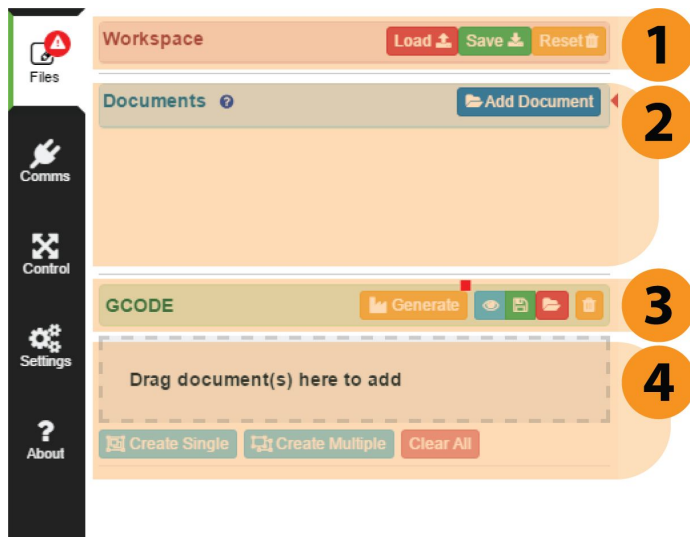 Files
Comms
Control
Settings
?
About
Workspace
Load
Save
Reset
1
Documents ?
Add Document
2
GCODE
Generate
3
Drag document(s) here to add
4
Create Single
Create Multiple
Clear All